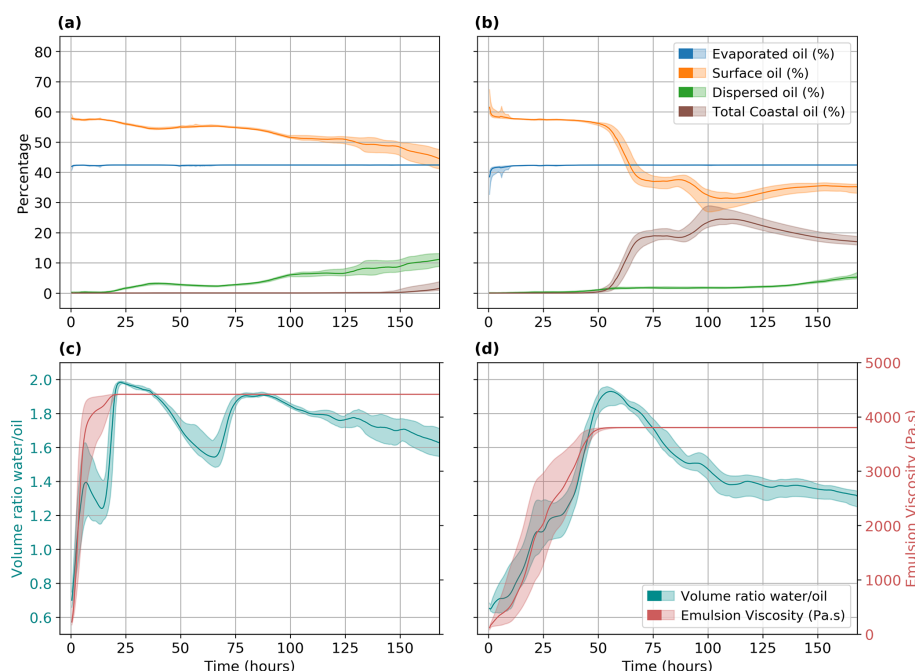 (a)
(b)
80
70
60
50
40
30
20
10
0
Percentage
0 25 50 75 100 125 150
Evaporated oil (%)
Surface oil (%)
Dispersed oil (%)
Total Coastal oil (%)
0 25 50 75 100 125 150
(c)
(d)
2.0
1.8
1.6
1.4
1.2
1.0
0.8
0.6
Volume ratio water/oil
0 25 50 75 100 125 150
Time (hours)
Volume ratio water/oil
Emulsion Viscosity (Pa.s)
0 25 50 75 100 125 150
Time (hours)
5000
4000
3000
2000
1000
0
Emulsion Viscosity (Pa.s)